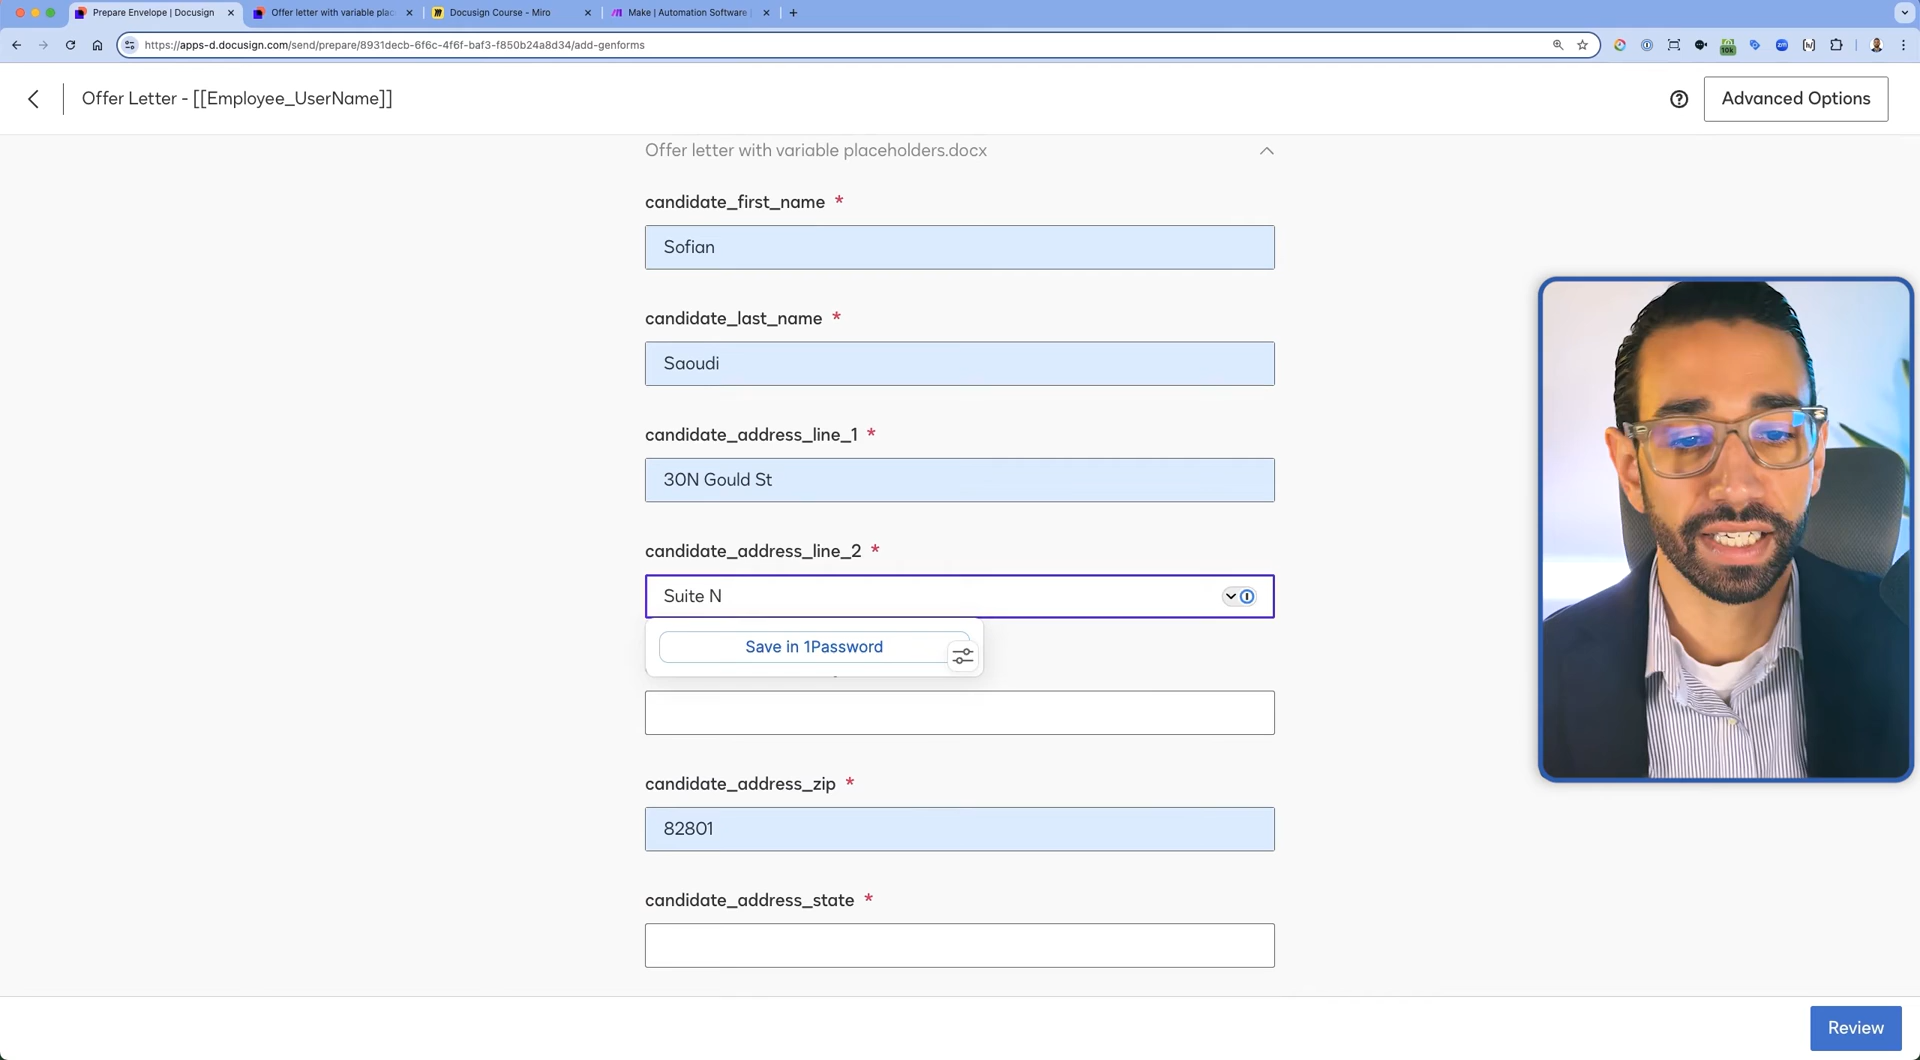 Prepare Envelope | Docusign
Offer letter with variable plac
Docusign Course - Miro
Make | Automation Software
https://apps-d.docusign.com/send/prepare/8931decb-6f6c-4f6f-baf3-f850b24a8d34/add-genforms
10k
Offer Letter - [[Employee_UserName]]
Advanced Options
Offer letter with variable placeholders.docx
candidate_first_name *
Sofian
candidate_last_name *
Saoudi
candidate_address_line_1 *
30N Gould St
candidate_address_line_2 *
Suite N
Save in 1Password
candidate_address_zip *
82801
candidate_address_state *
Review